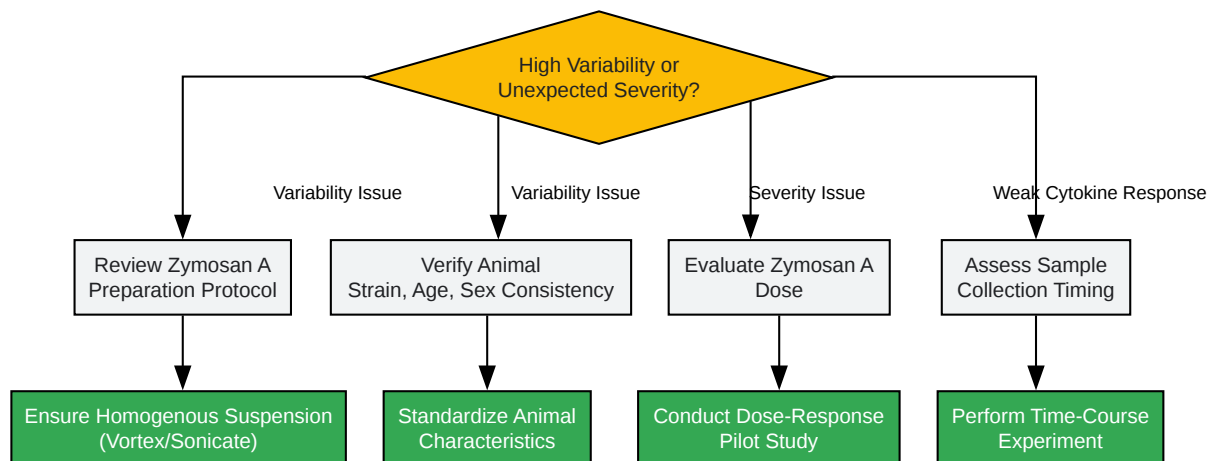 High Variability or
Unexpected Severity?
Variability Issue
Variability Issue
Severity Issue
Weak Cytokine Response
Review Zymosan A
Preparation Protocol
Verify Animal
Strain, Age, Sex Consistency
Evaluate Zymosan A
Dose
Assess Sample
Collection Timing
Ensure Homogenous Suspension
(Vortex/Sonicate)
Standardize Animal
Characteristics
Conduct Dose-Response
Pilot Study
Perform Time-Course
Experiment